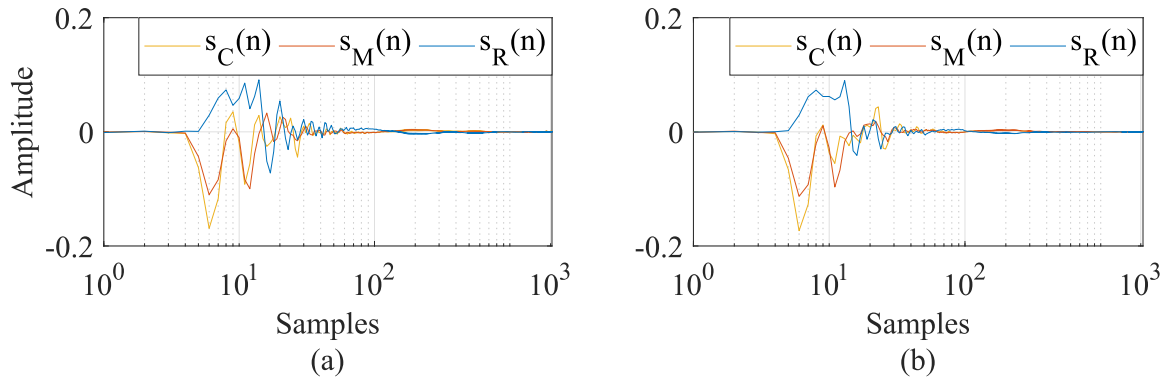 0.2
s_C(n) s_M(n) s_R(n)
Amplitude
0
-0.2
10^0 10^1 10^2 10^3
Samples
(a)
0.2
s_C(n) s_M(n) s_R(n)
0
-0.2
10^0 10^1 10^2 10^3
Samples
(b)